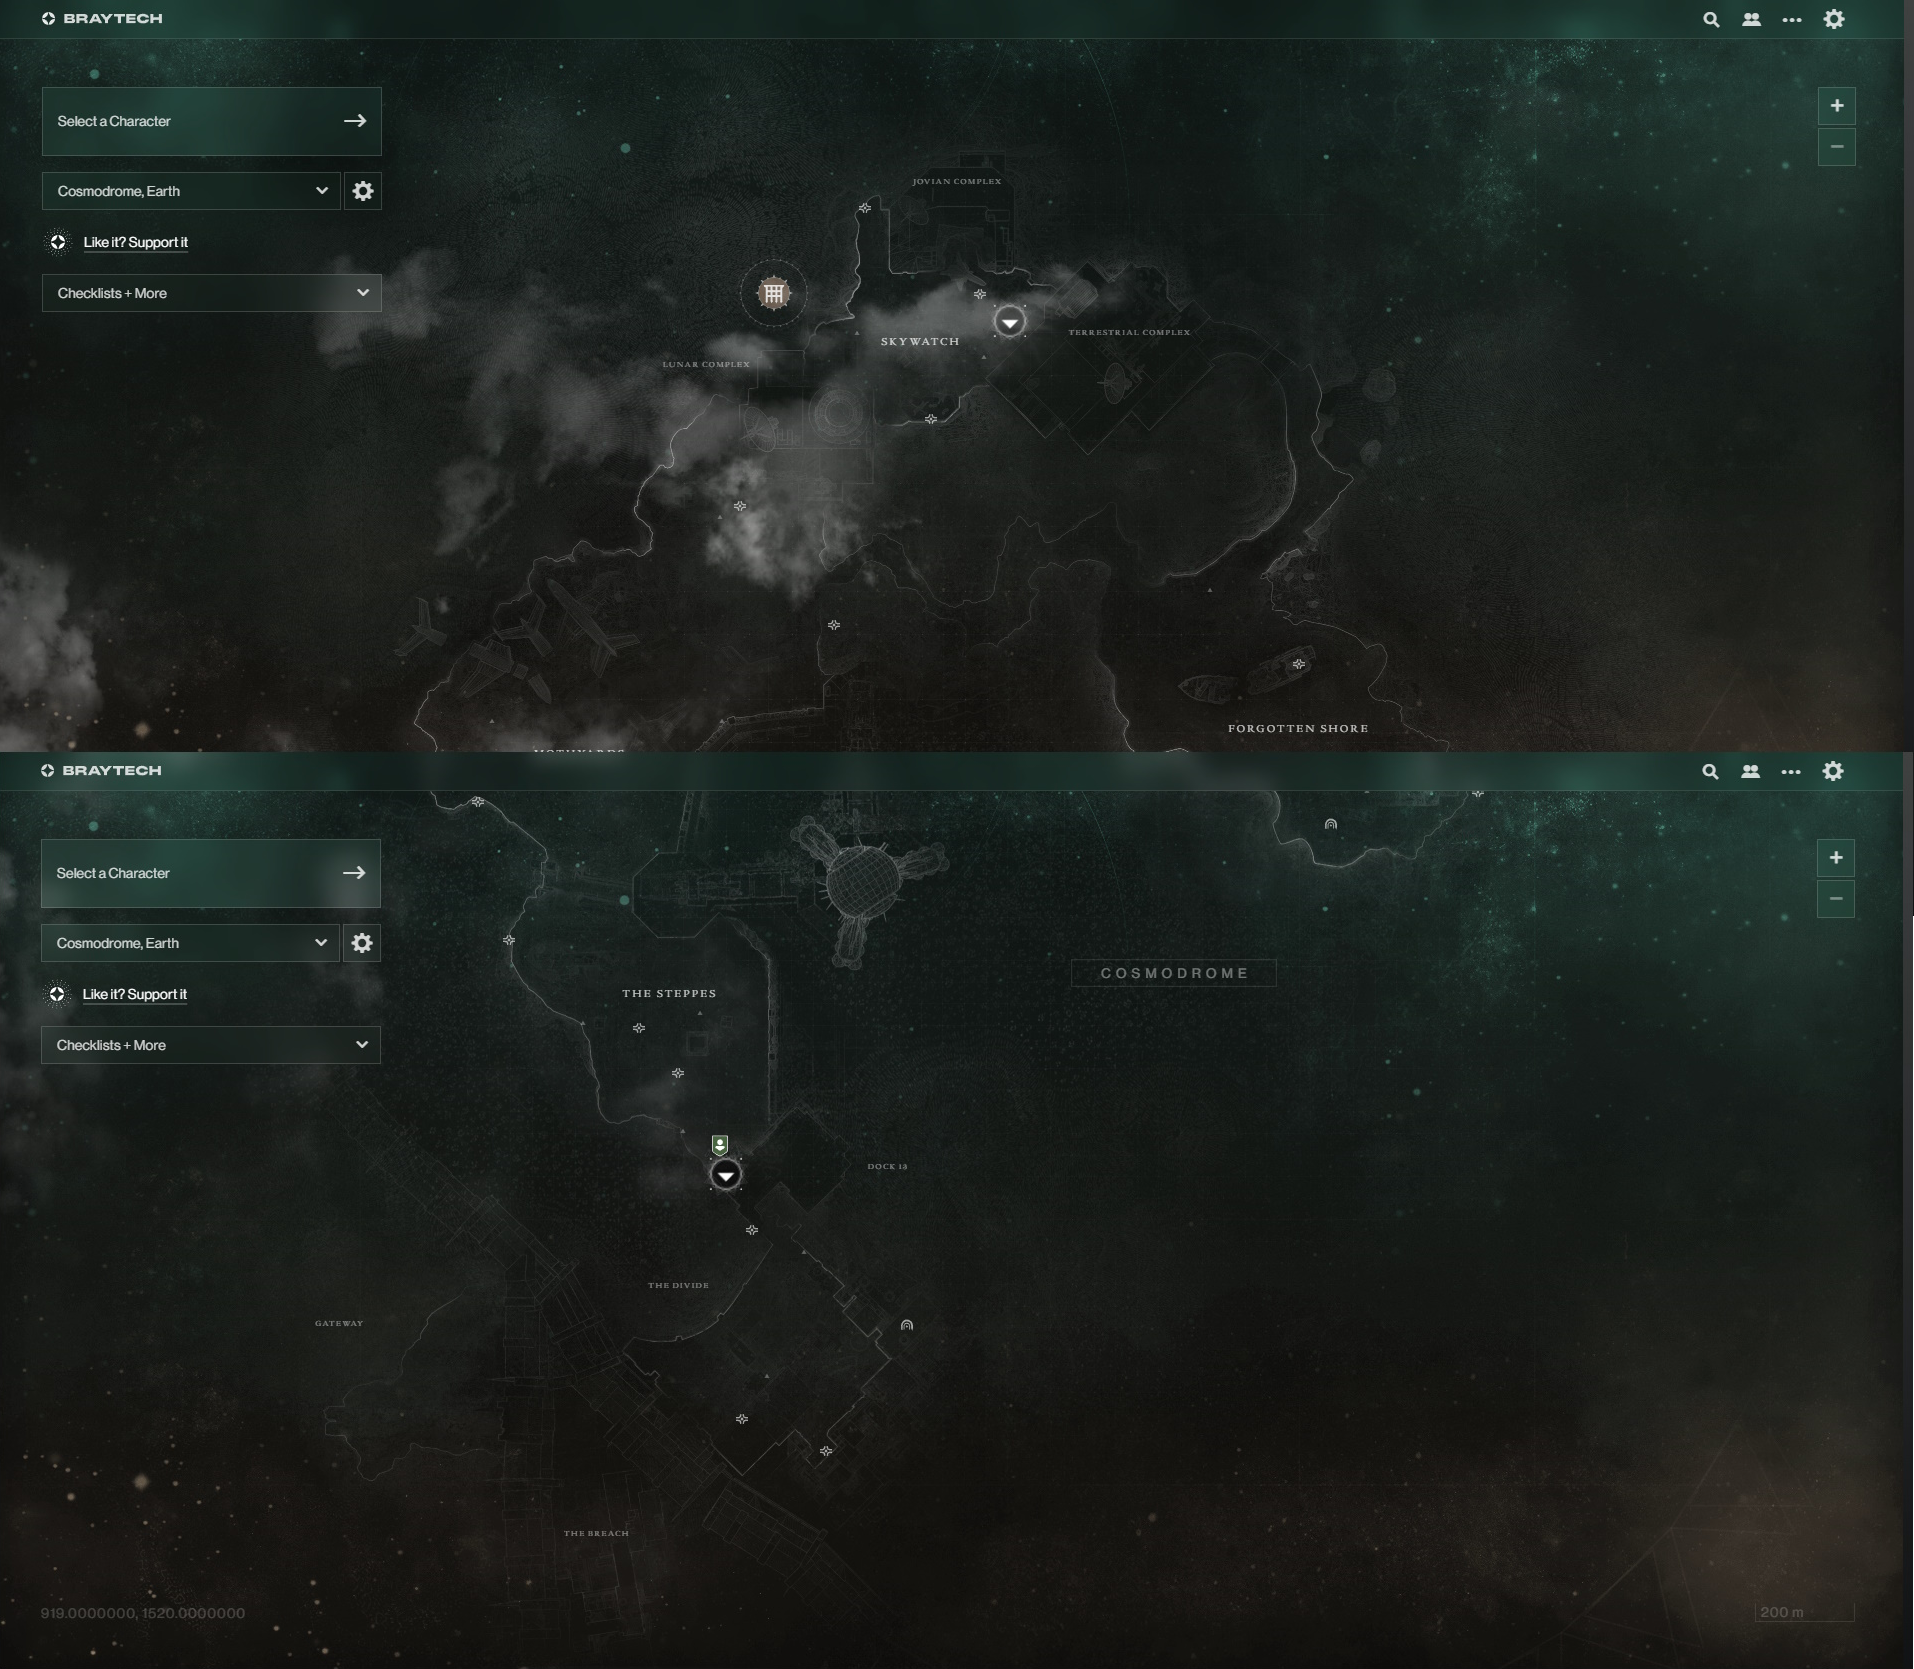 BRAYTECH
Select a Character
Cosmodrome, Earth
Like it? Support it
Checklists + More
JOVIAN COMPLEX
TERRESTRIAL COMPLEX
SKYWATCH
LUNAR COMPLEX
FORGOTTEN SHORE
MOTHYARDS
BRAYTECH
Select a Character
Cosmodrome, Earth
Like it? Support it
Checklists + More
COSMODROME
THE STEPPES
DOCK 13
THE DIVIDE
GATEWAY
THE BREACH
919.0000000, 1520.0000000
200 m